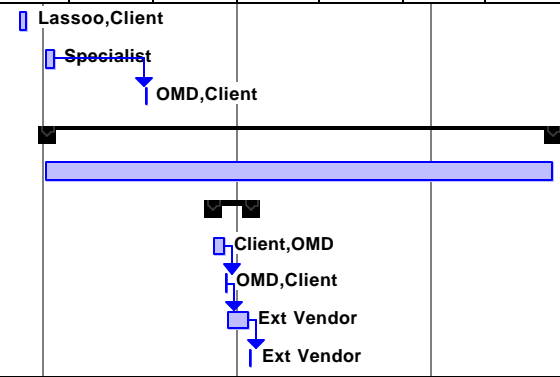 Lassoo,Client
Specialist
OMD,Client
Client,OMD
OMD,Client
Ext Vendor
Ext Vendor